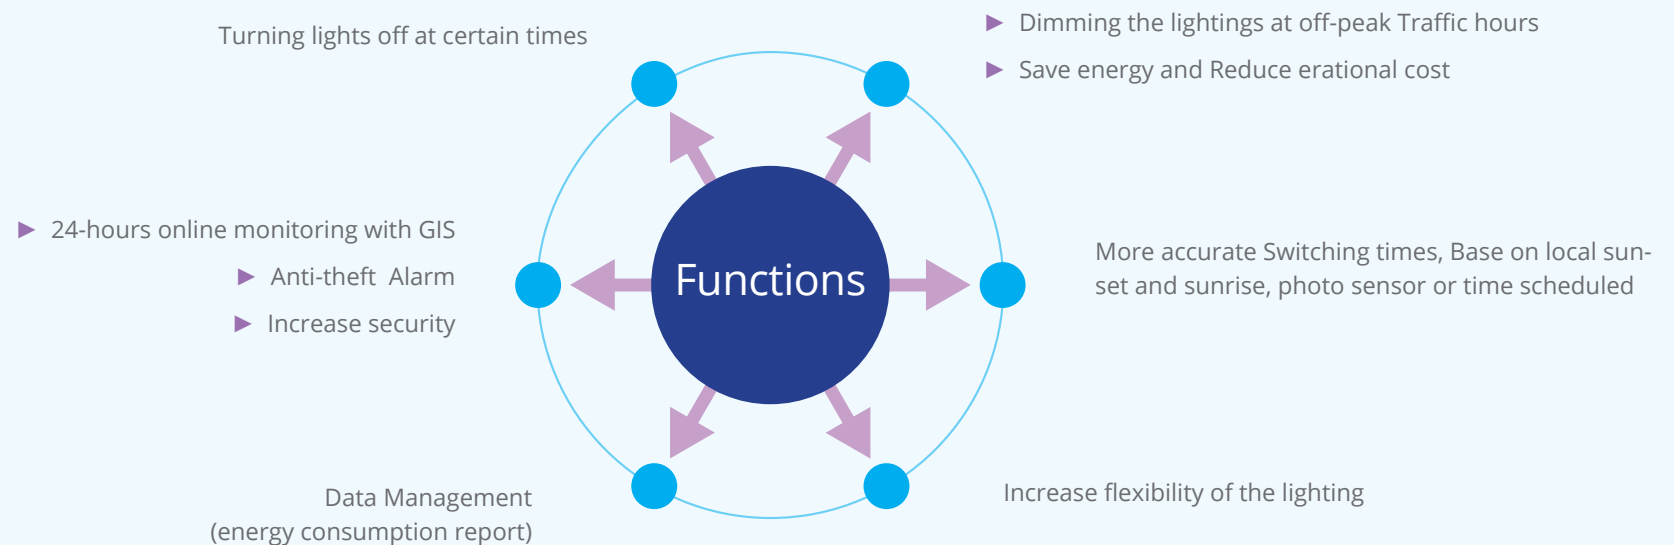 Turning lights off at certain times
► Dimming the lightings at off-peak Traffic hours
► Save energy and Reduce erational cost
► 24-hours online monitoring with GIS
► Anti-theft Alarm
► Increase security
Functions
More accurate Switching times, Base on local sun-
set and sunrise, photo sensor or time scheduled
Data Management
(energy consumption report)
Increase flexibility of the lighting